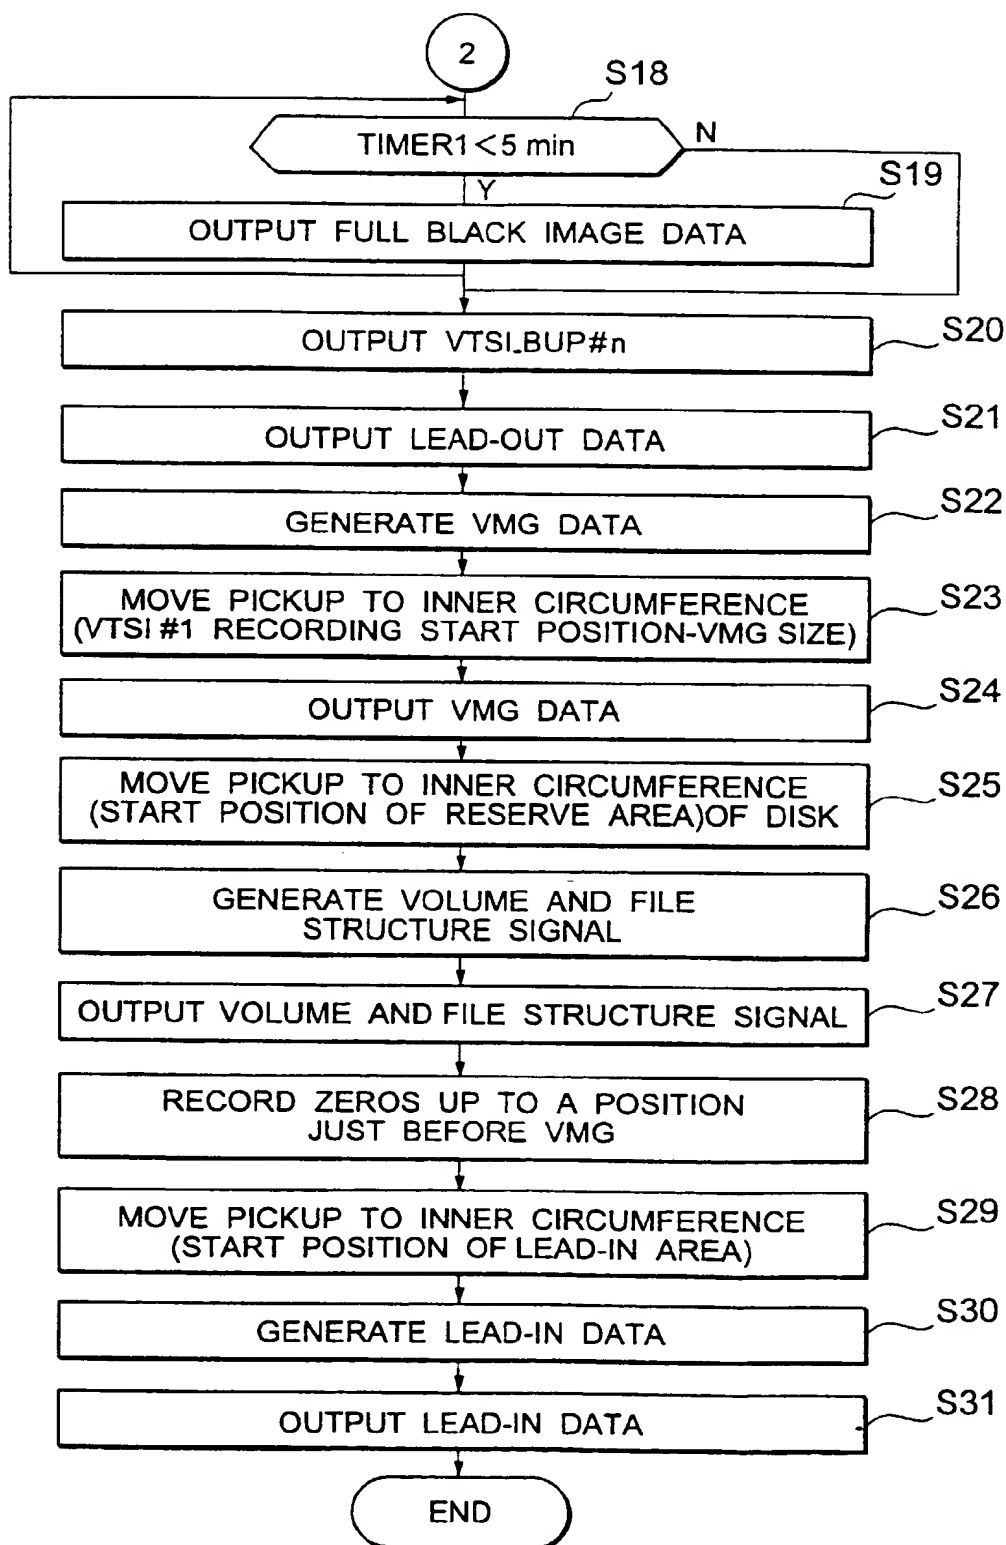 2
S18
TIMER1<5 min
N
Y
S19
OUTPUT FULL BLACK IMAGE DATA
OUTPUT VTSI_BUP#n
S20
OUTPUT LEAD-OUT DATA
S21
GENERATE VMG DATA
S22
MOVE PICKUP TO INNER CIRCUMFERENCE
(VTSI #1 RECORDING START POSITION-VMG SIZE)
S23
OUTPUT VMG DATA
S24
MOVE PICKUP TO INNER CIRCUMFERENCE
(START POSITION OF RESERVE AREA)OF DISK
S25
GENERATE VOLUME AND FILE
STRUCTURE SIGNAL
S26
OUTPUT VOLUME AND FILE STRUCTURE SIGNAL
S27
RECORD ZEROS UP TO A POSITION
JUST BEFORE VMG
S28
MOVE PICKUP TO INNER CIRCUMFERENCE
(START POSITION OF LEAD-IN AREA)
S29
GENERATE LEAD-IN DATA
S30
OUTPUT LEAD-IN DATA
S31
END